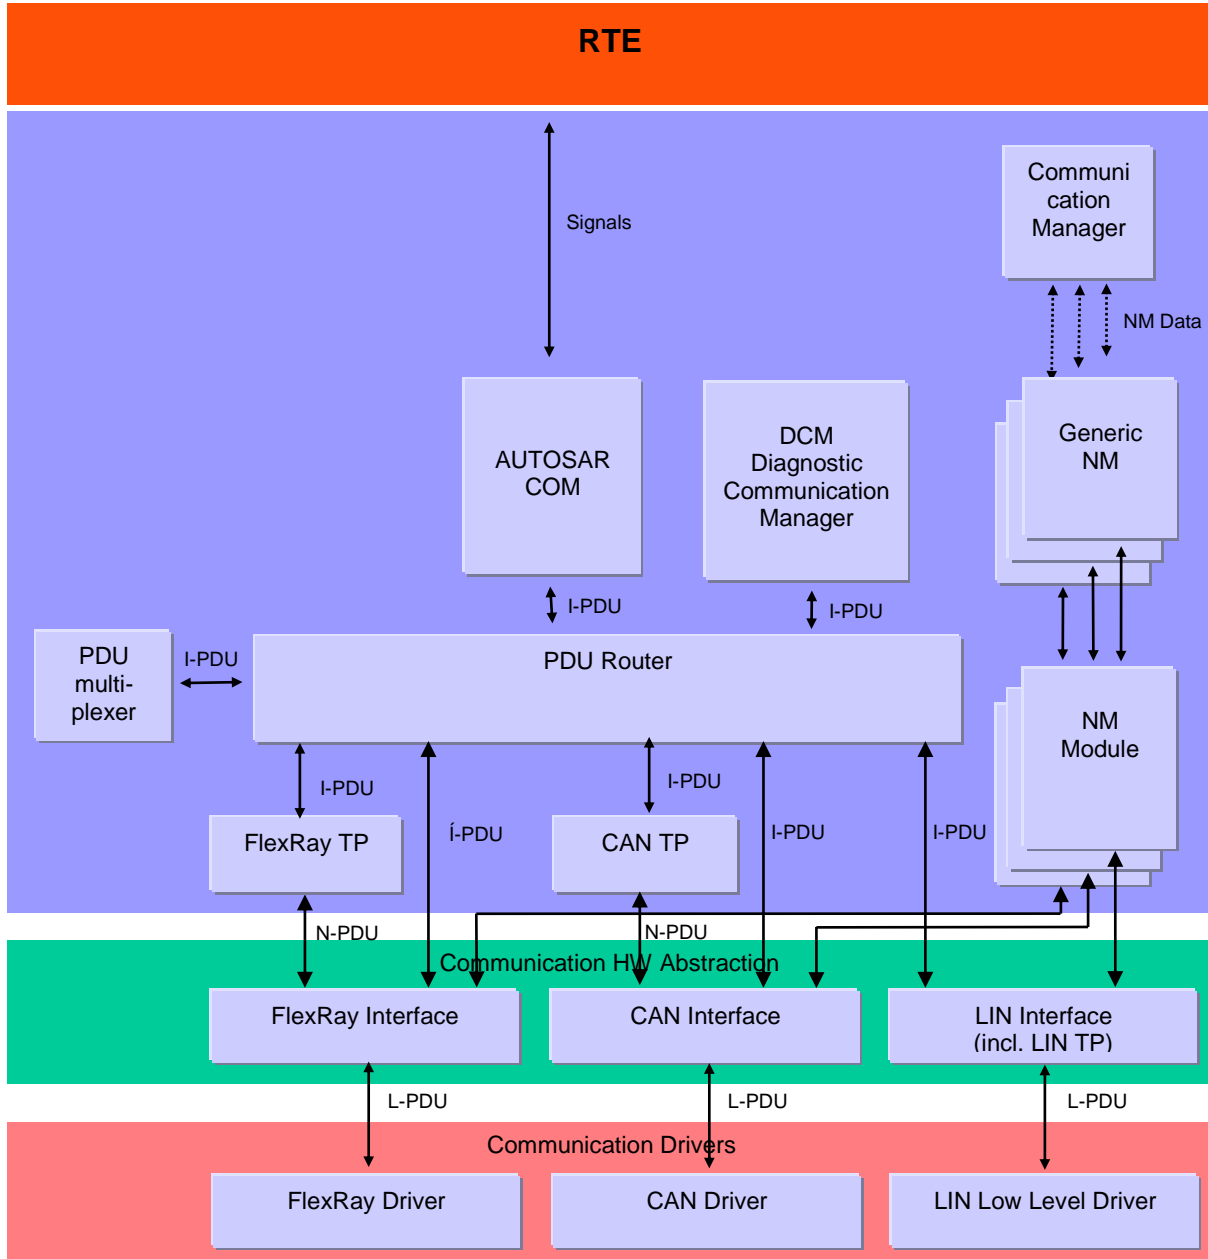 RTE
Signals
Communi
cation
Manager
NM Data
AUTOSAR
COM
DCM
Diagnostic
Communication
Manager
Generic
NM
I-PDU
I-PDU
PDU
multi-
plexer
I-PDU
PDU Router
NM
Module
I-PDU
I-PDU
FlexRay TP
Í-PDU
CAN TP
I-PDU
I-PDU
N-PDU
N-PDU
Communication HW Abstraction
FlexRay Interface
CAN Interface
LIN Interface
(incl. LIN TP)
L-PDU
L-PDU
L-PDU
Communication Drivers
FlexRay Driver
CAN Driver
LIN Low Level Driver